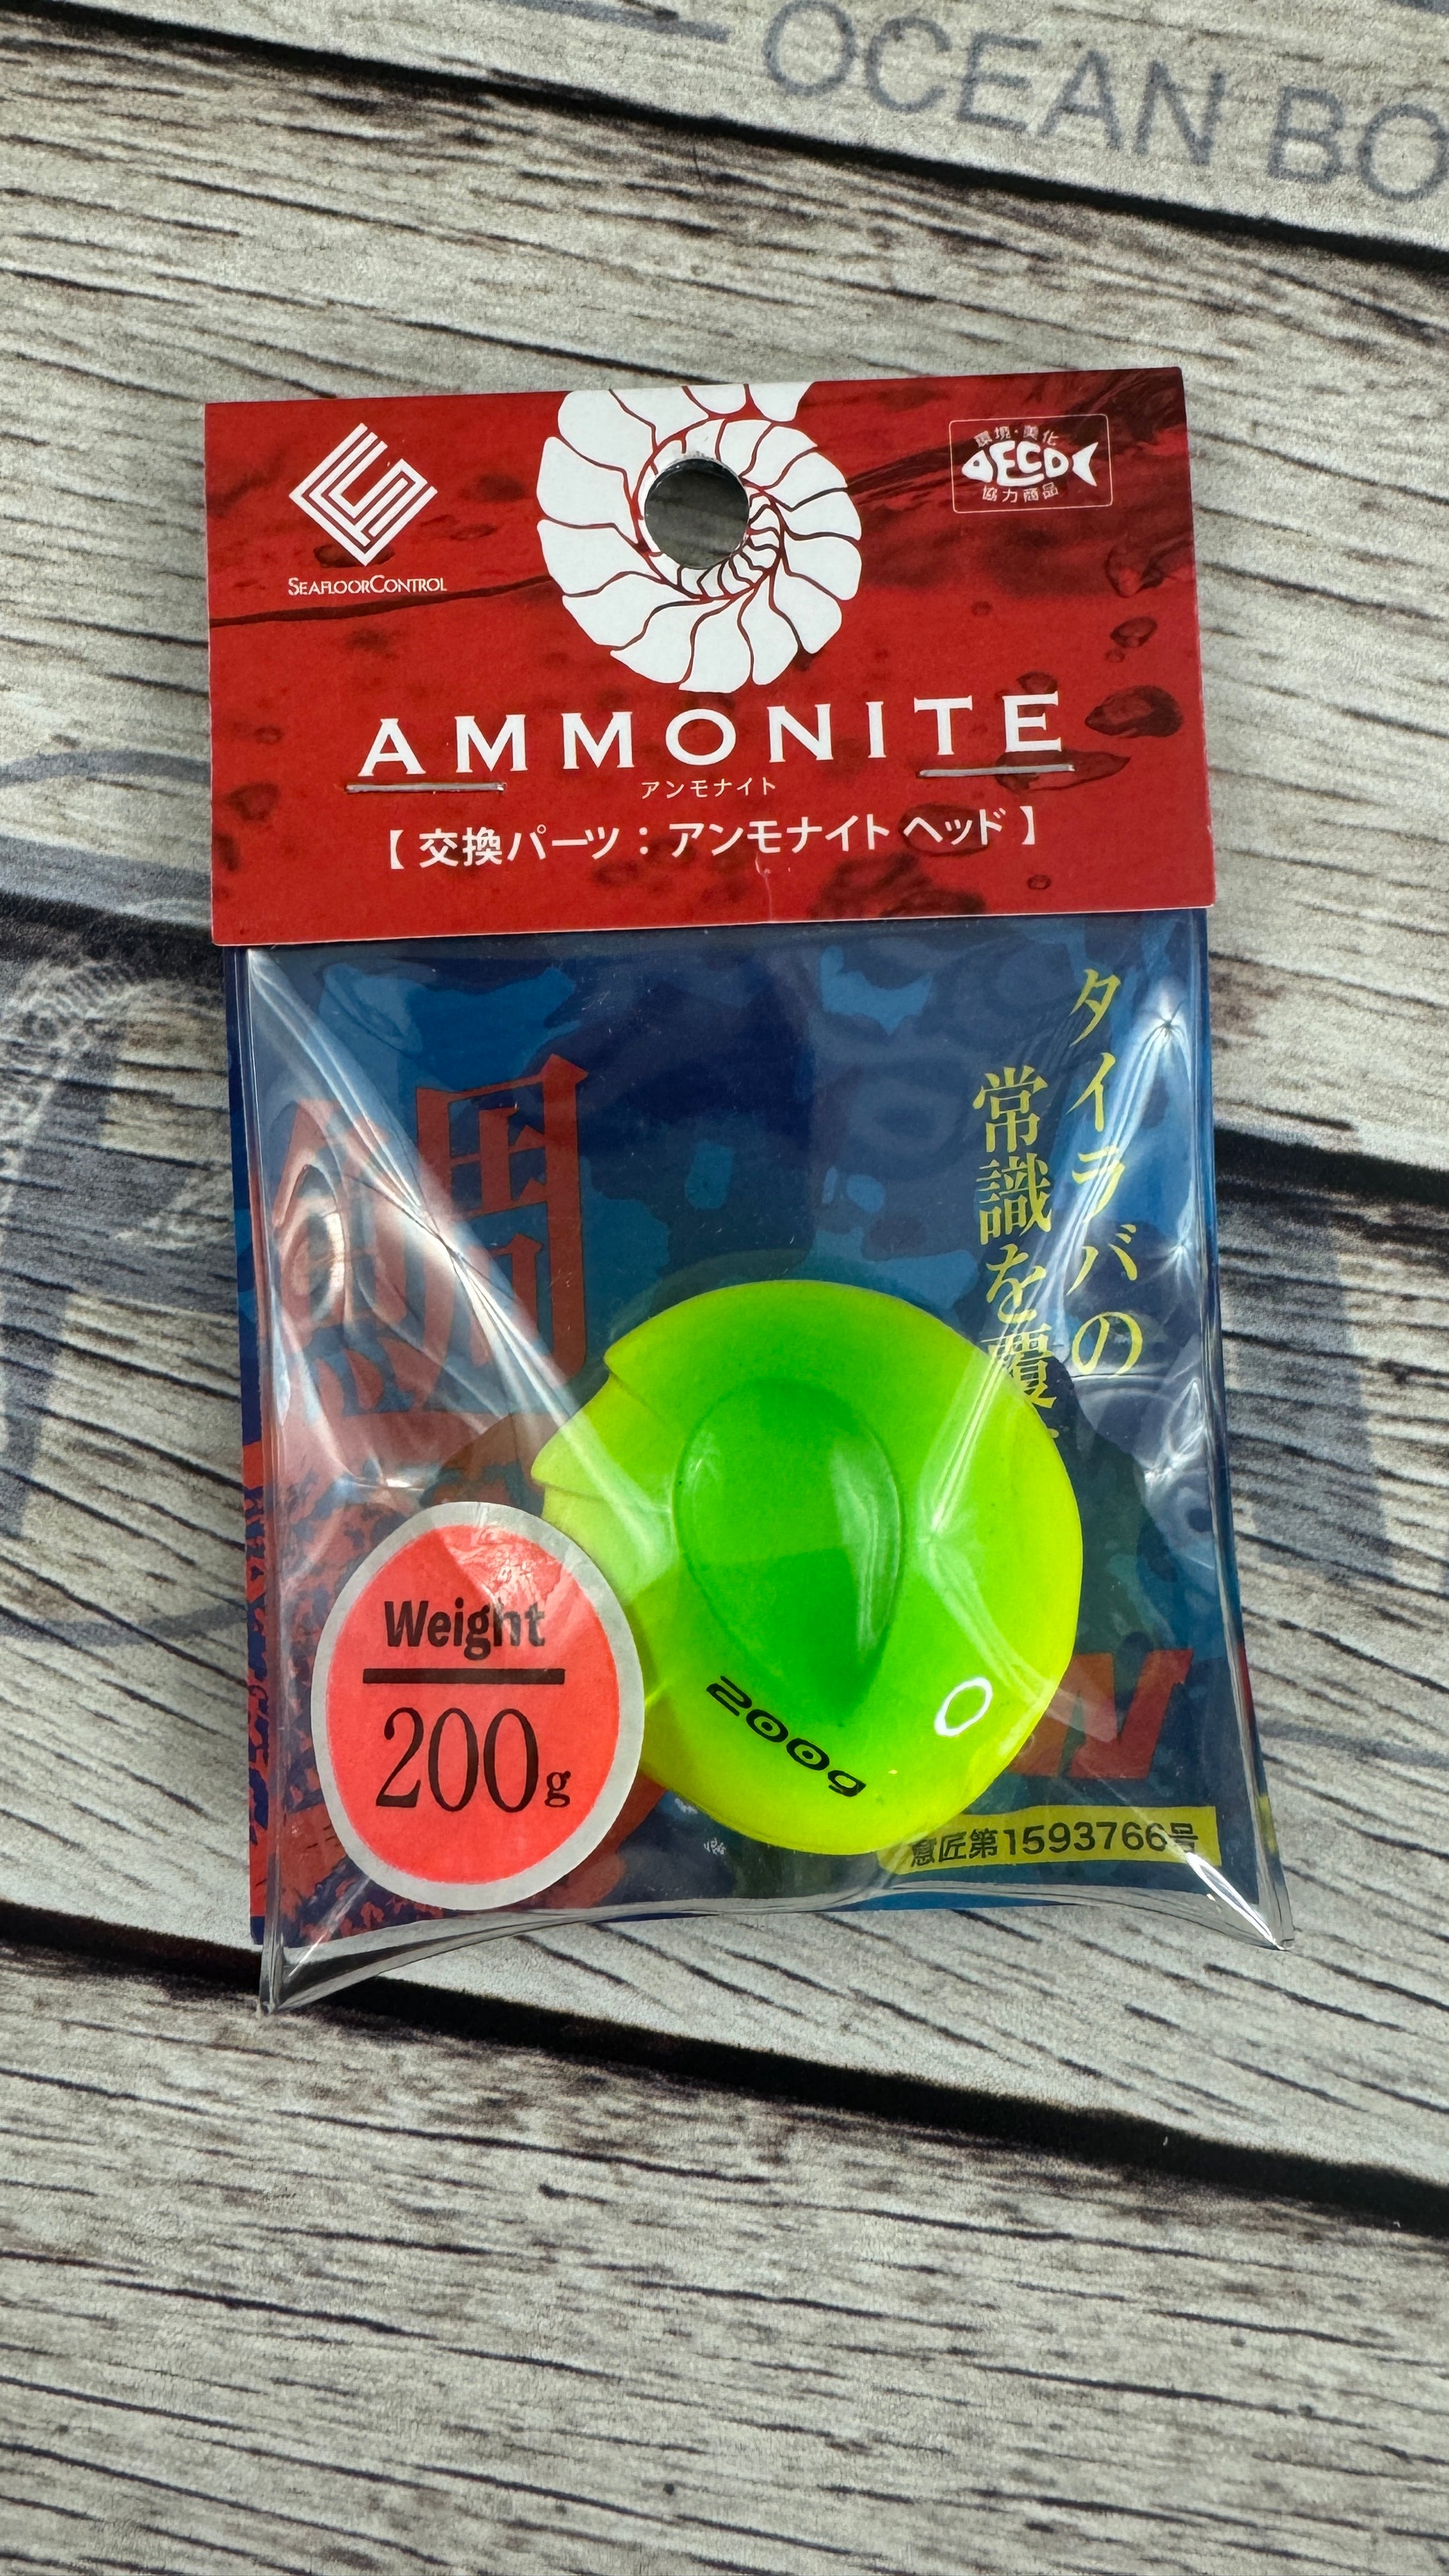 OCEAN BO
環境・美化
ECO
協力商品
SEAFLOORCONTROL
AMMONITE
アンモナイト
【交換パーツ：アンモナイト ヘッド】
タイラバの
常識を覆
鯛
Weight
200g
200g
意匠第1593766号